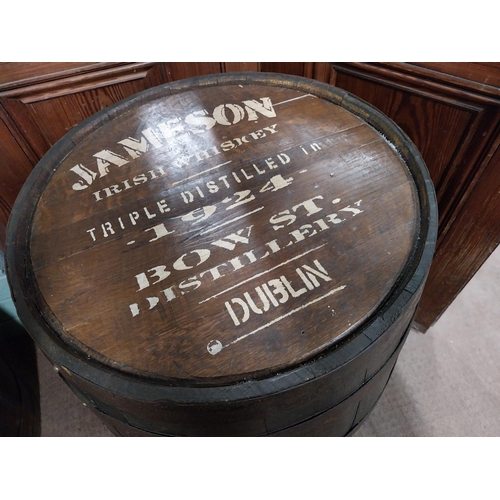 JAMESON
IRISH WHISKEY
TRIPLE DISTILLED in
-1924-
BOW ST.
DISTILLERY
DUBLIN